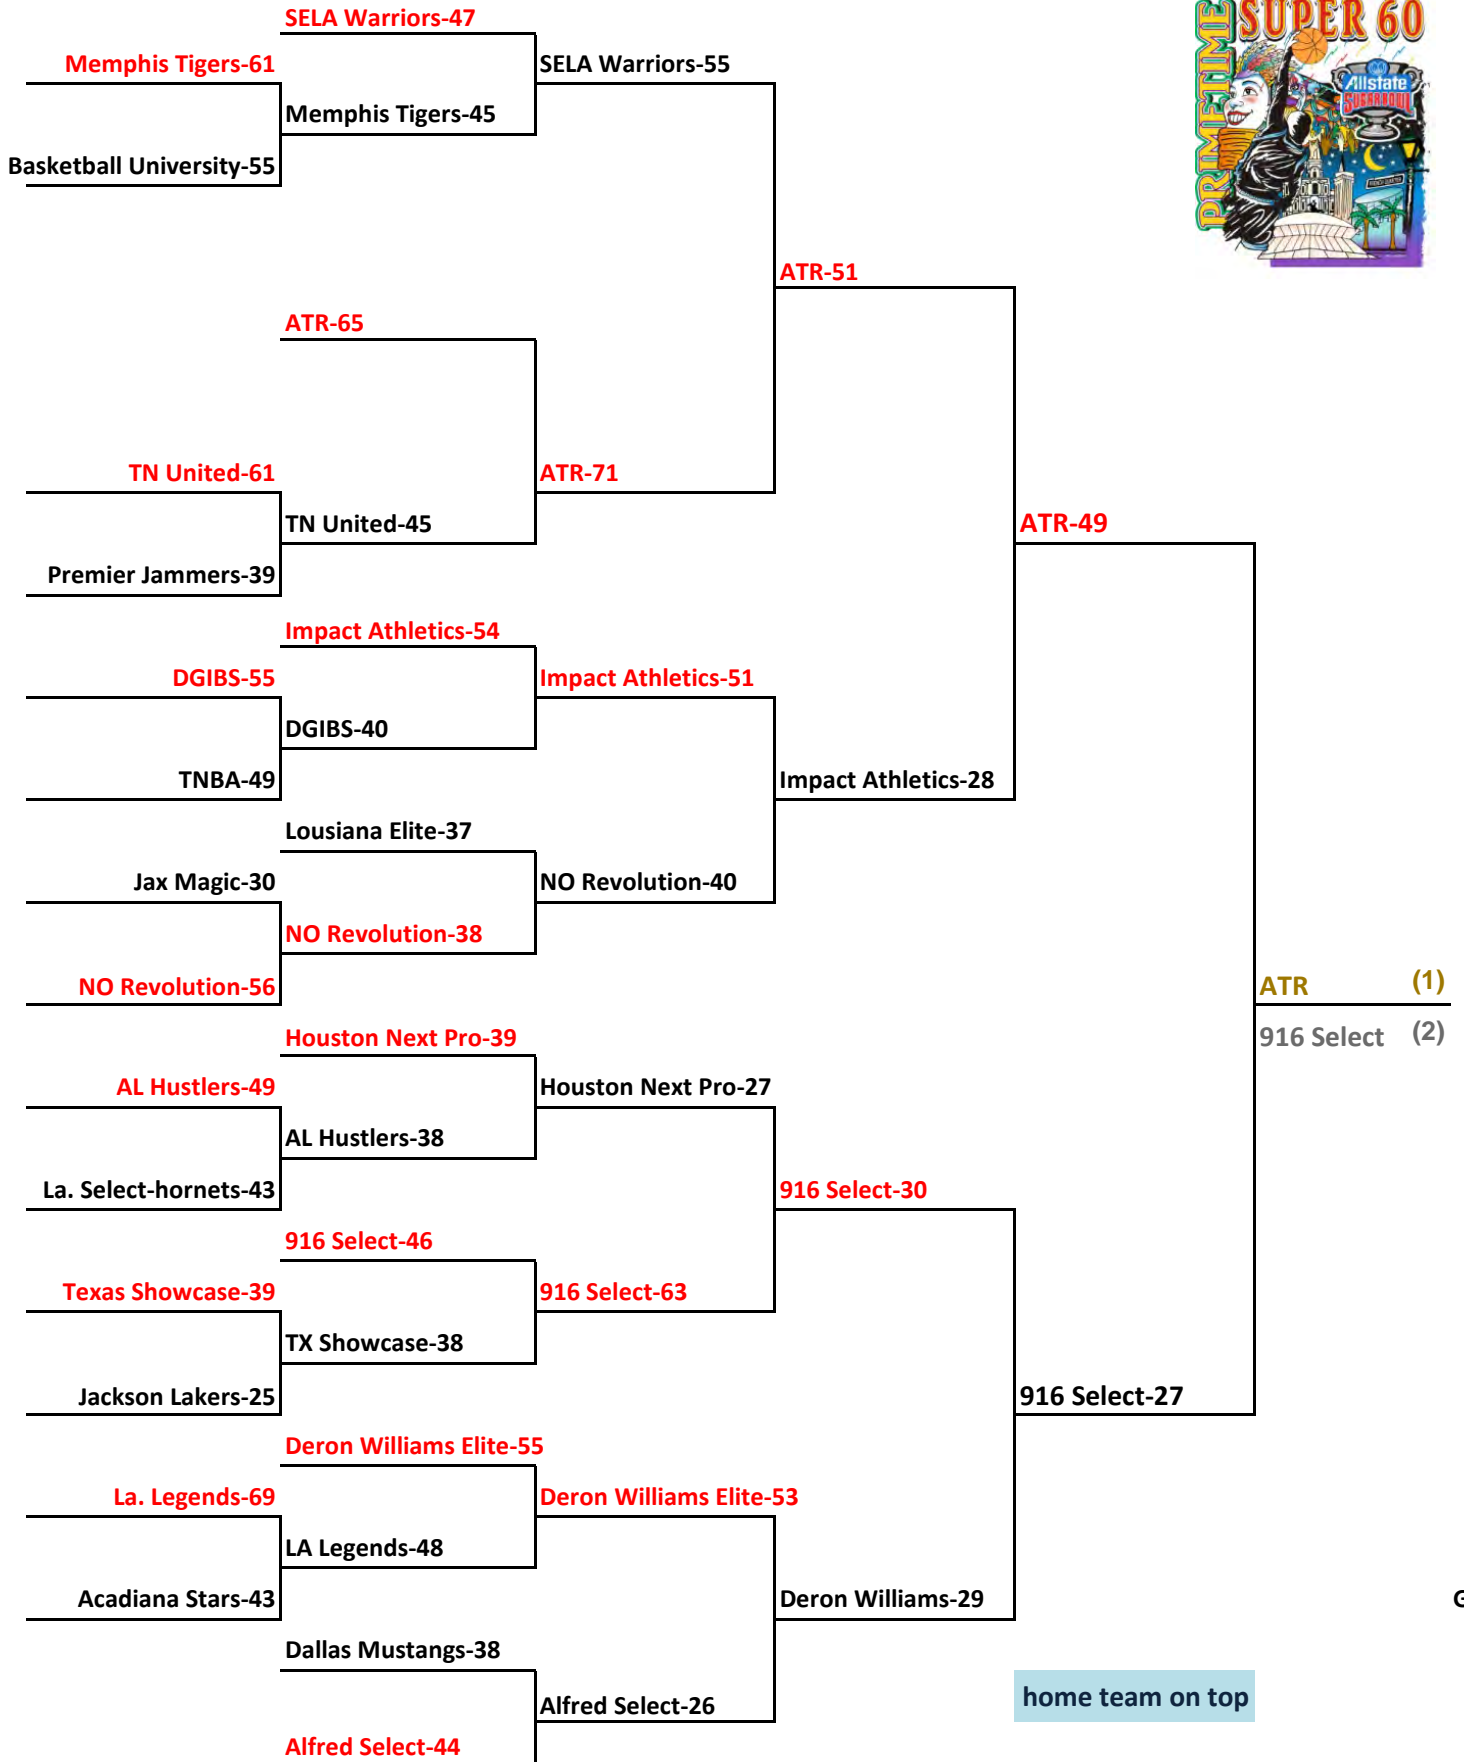 SELA Warriors-47
SUPER 60
PRIMETIME
Memphis Tigers-61
SELA Warriors-55
Allstate
SUGAR BOWL
Memphis Tigers-45
Basketball University-55
ATR-51
ATR-65
TN United-61
ATR-71
TN United-45
ATR-49
Premier Jammers-39
Impact Athletics-54
DGIBS-55
Impact Athletics-51
DGIBS-40
TNBA-49
Impact Athletics-28
Lousiana Elite-37
Jax Magic-30
NO Revolution-40
NO Revolution-38
NO Revolution-56
ATR (1)
916 Select (2)
Houston Next Pro-39
AL Hustlers-49
Houston Next Pro-27
AL Hustlers-38
La. Select-hornets-43
916 Select-30
916 Select-46
Texas Showcase-39
916 Select-63
TX Showcase-38
Jackson Lakers-25
916 Select-27
Deron Williams Elite-55
La. Legends-69
Deron Williams Elite-53
LA Legends-48
Acadiana Stars-43
Deron Williams-29
Dallas Mustangs-38
home team on top
Alfred Select-26
Alfred Select-44